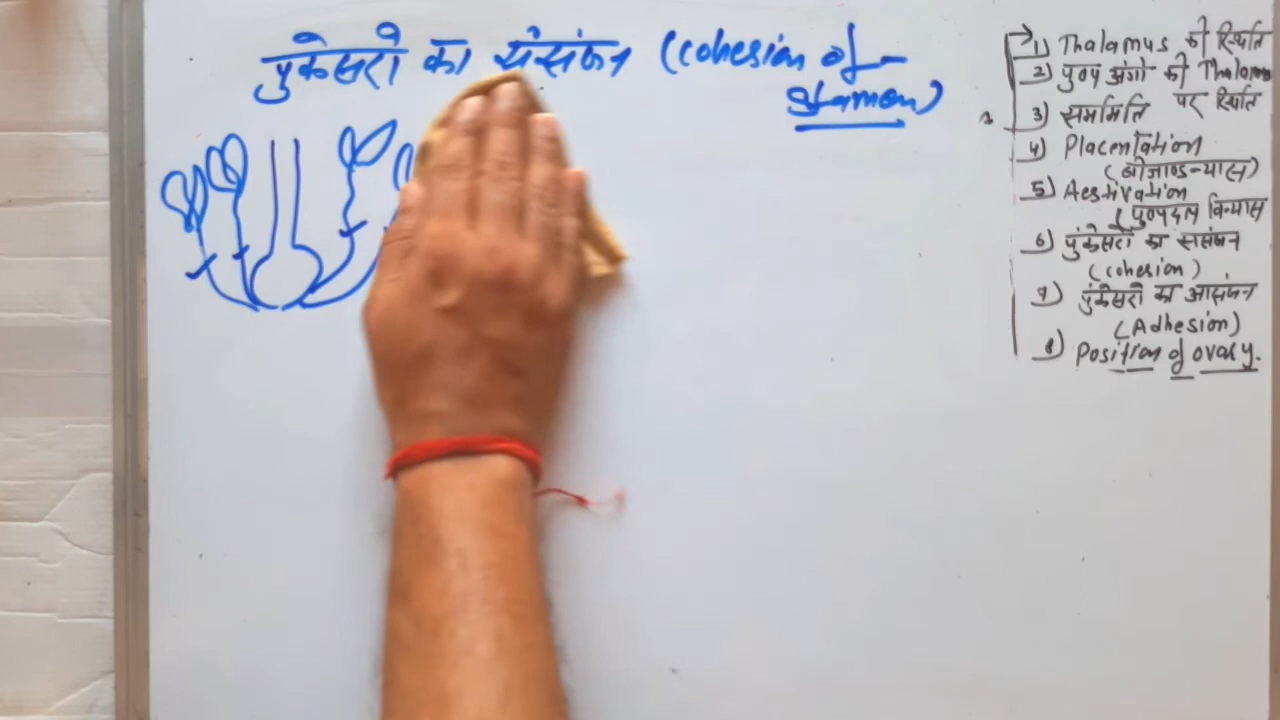 पुंकेसरो का संसंजन (cohesion of-
stamen)
1) Thalamus की स्थिति
2) पुष्प अंगो की Thalamus
पर स्थिति
3) सममिति
4) Placentation
(बीजाण्ड-न्यास)
5) Aestivation
(पुष्पदल विन्यास
6) पुंकेसरो का संसंजन
(cohesion)
7) पुंकेसरो का आसंजन
(Adhesion)
8) Position of ovary.